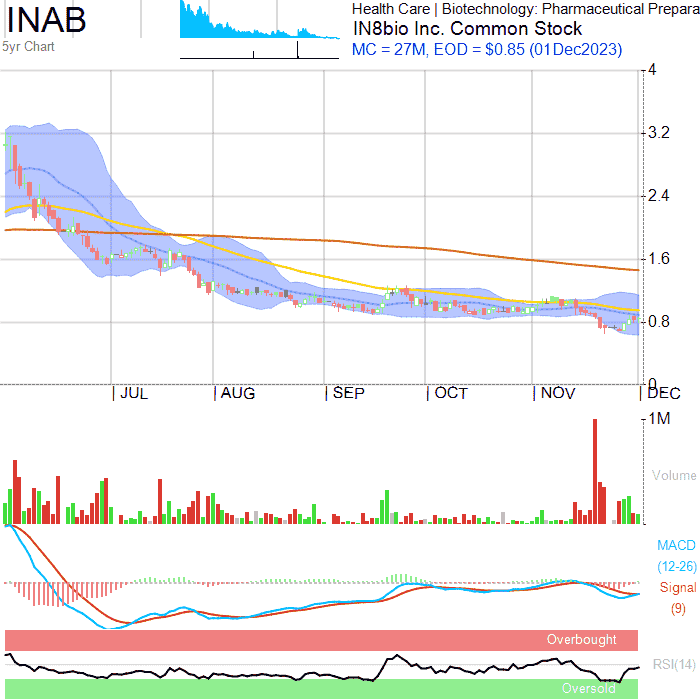 INAB
5yr Chart
Health Care | Biotechnology: Pharmaceutical Prepara
IN8bio Inc. Common Stock
MC = 27M, EOD = $0.85 (01Dec2023)
4
3.2
2.4
1.6
0.8
0
| JUL | AUG | SEP | OCT | NOV | DEC
1M
Volume
MACD
(12-26)
Signal
(9)
Overbought
RSI(14)
Oversold